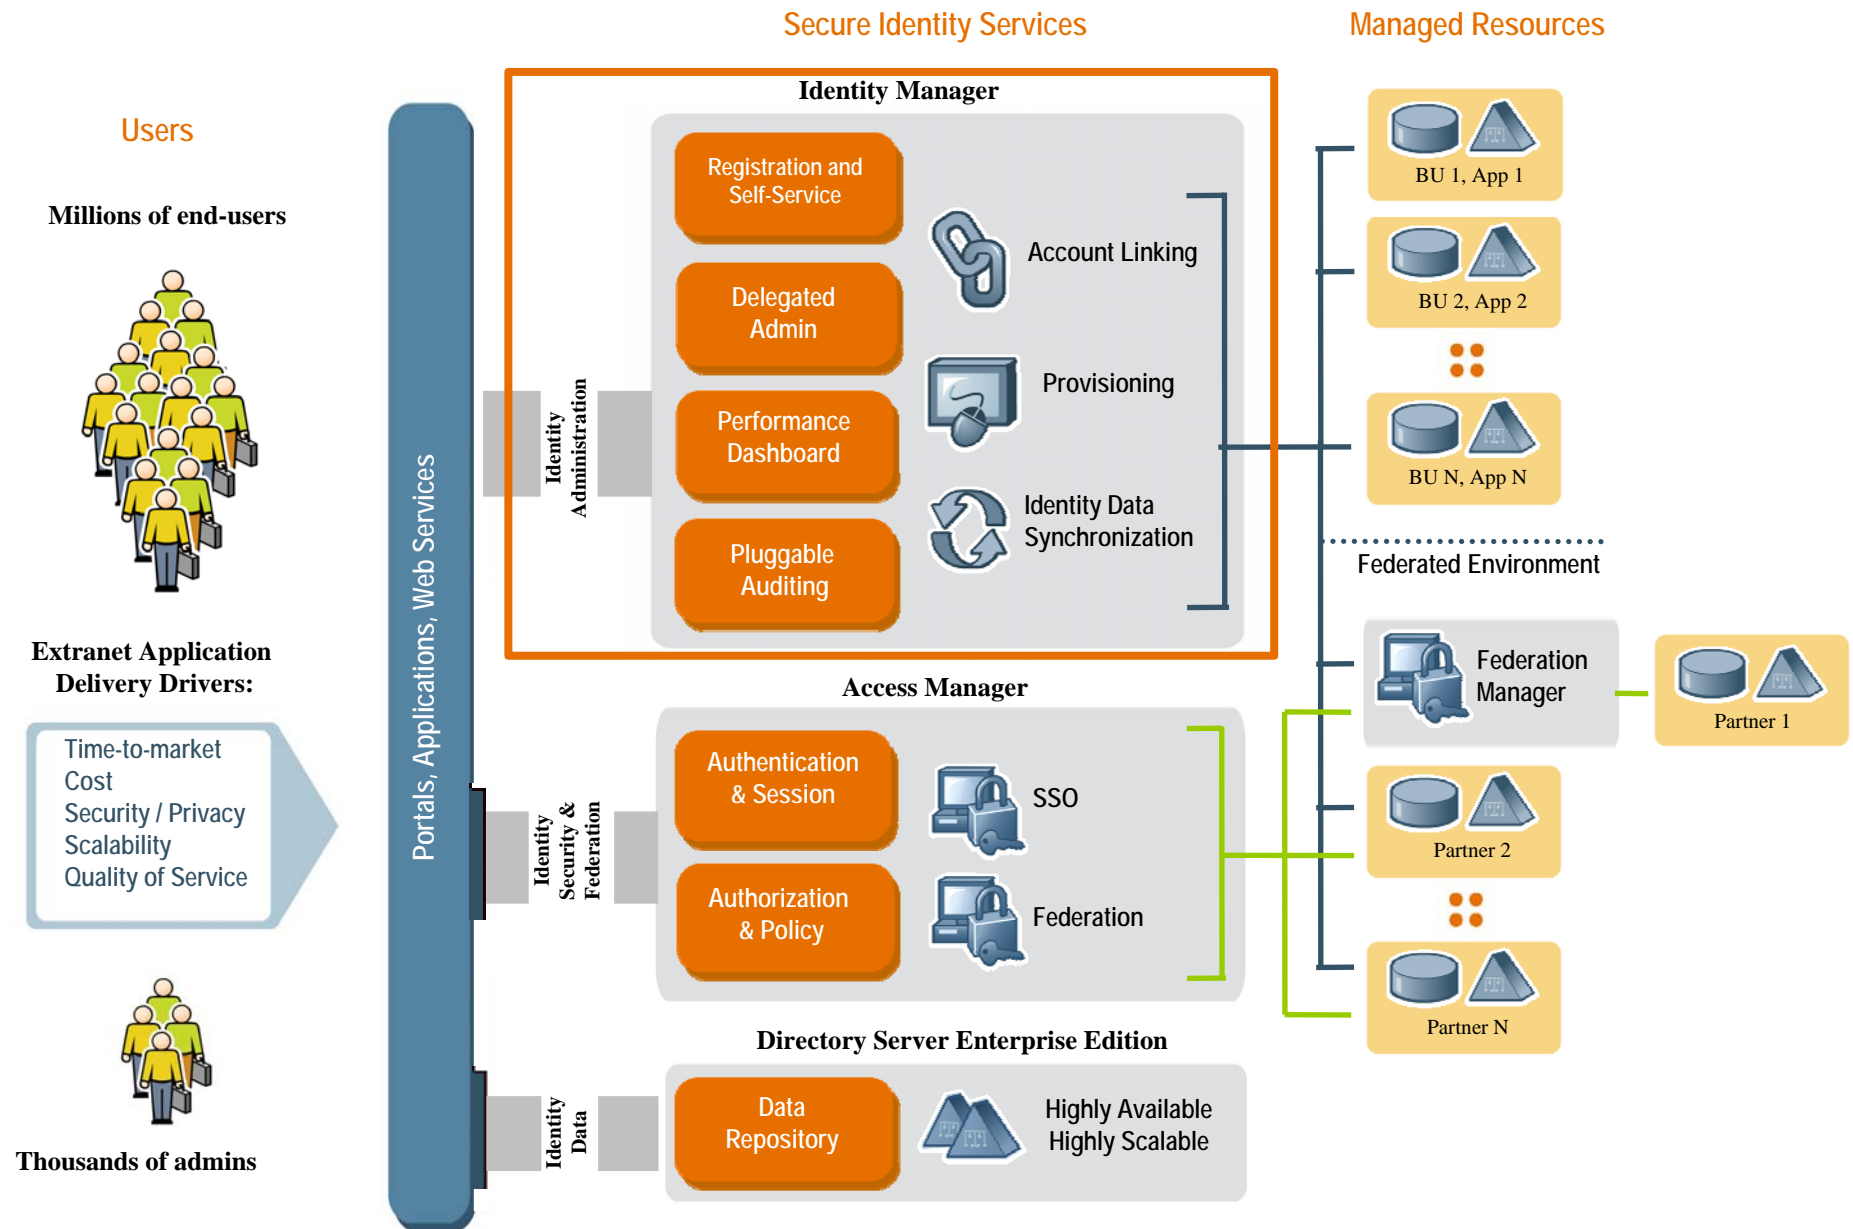 Secure Identity Services
Managed Resources
Users
Millions of end-users
Extranet Application
Delivery Drivers:
Time-to-market
Cost
Security / Privacy
Scalability
Quality of Service
Thousands of admins
Portals, Applications, Web Services
Identity
Administration
Identity
Security &
Federation
Identity
Data
Identity Manager
Registration and
Self-Service
Delegated
Admin
Performance
Dashboard
Pluggable
Auditing
Account Linking
Provisioning
Identity Data
Synchronization
Access Manager
Authentication
& Session
Authorization
& Policy
SSO
Federation
Directory Server Enterprise Edition
Data
Repository
Highly Available
Highly Scalable
BU 1, App 1
BU 2, App 2
BU N, App N
Federated Environment
Federation
Manager
Partner 1
Partner 2
Partner N